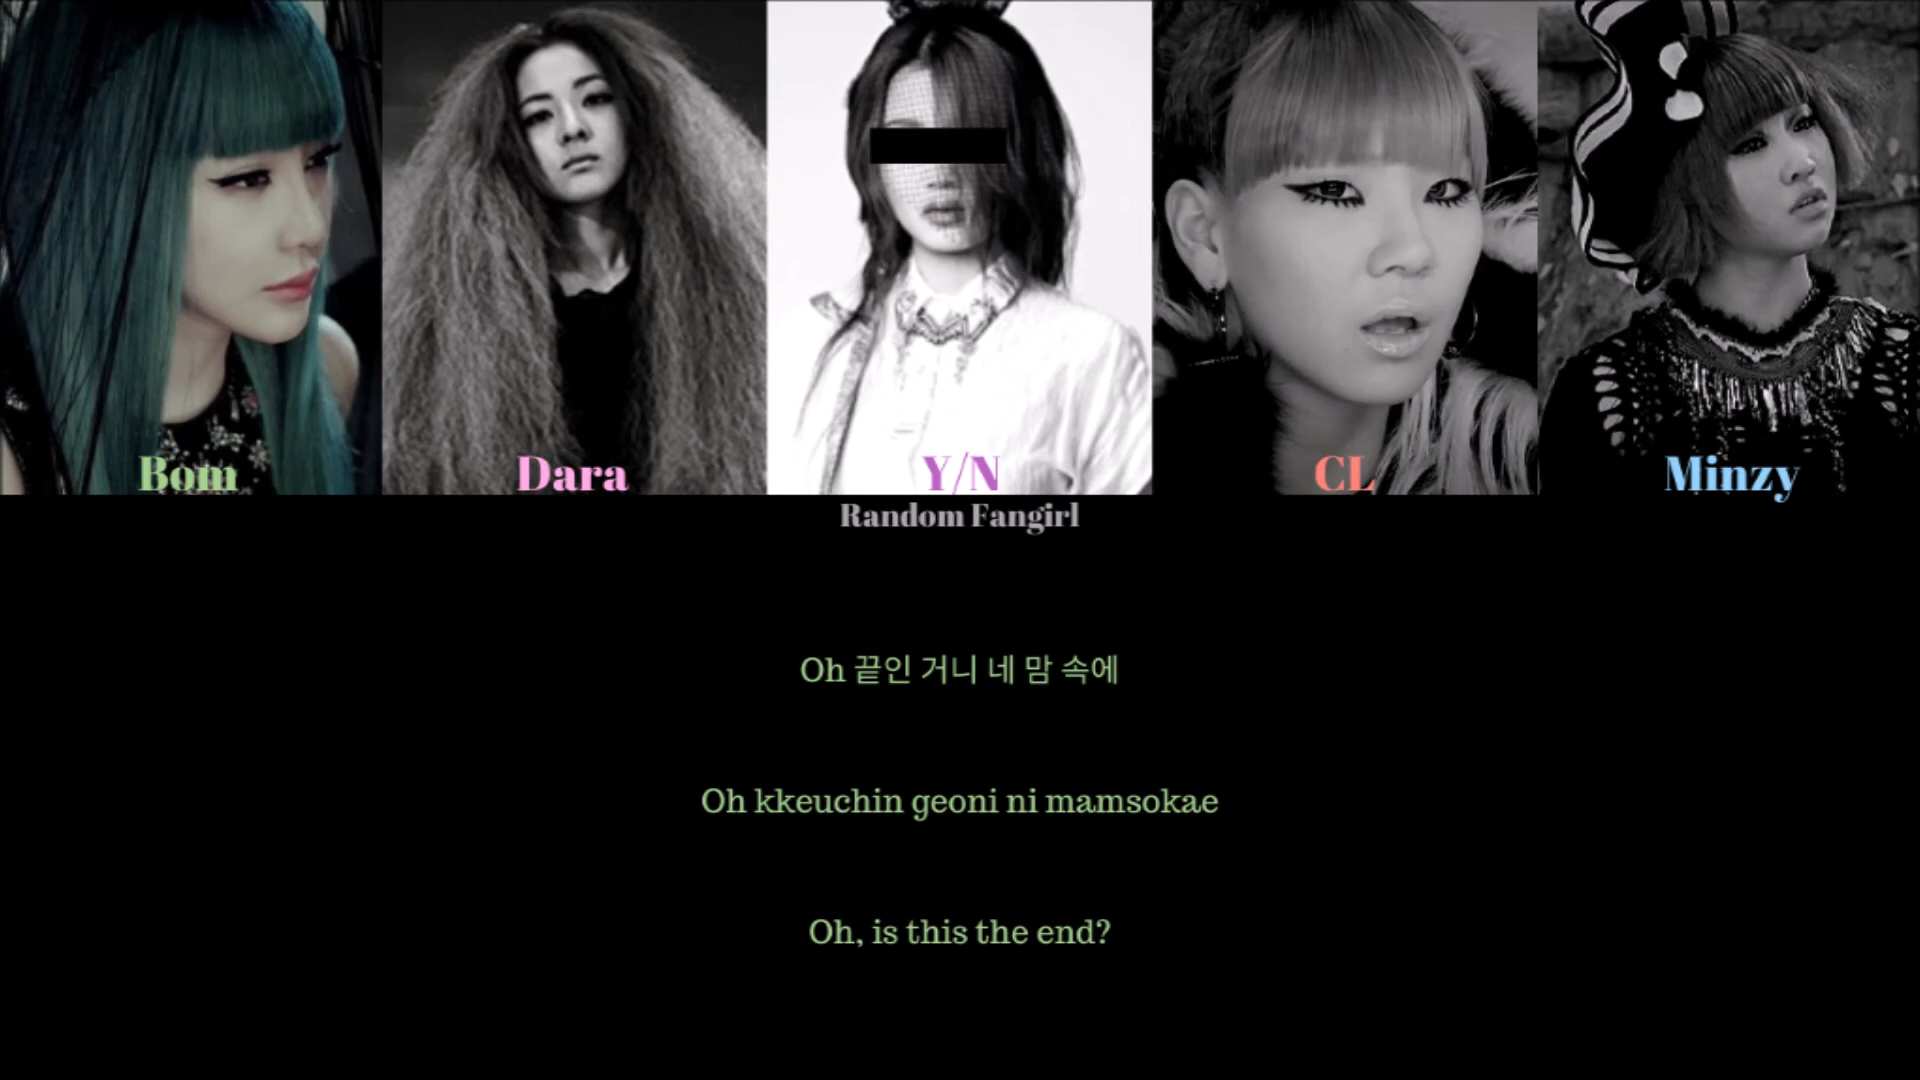 Bom
Dara
Y/N
CL
Minzy
Random Fangirl
Oh 끝인 거니 네 맘 속에
Oh kkeuchin geoni ni mamsokae
Oh, is this the end?